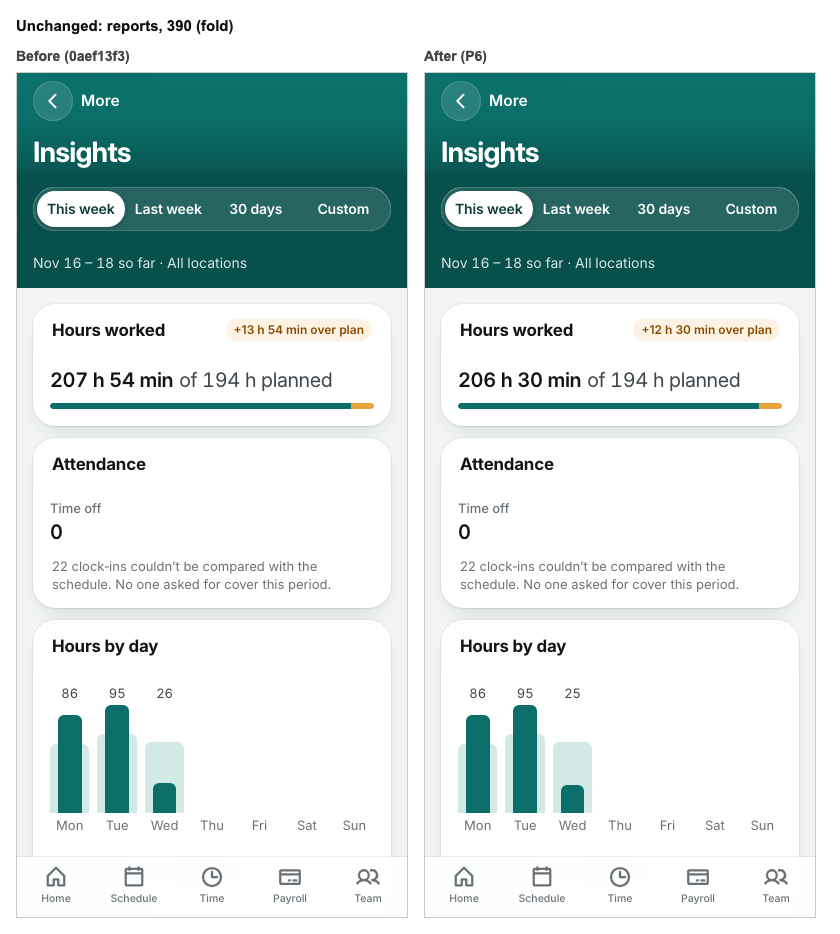 Unchanged: reports, 390 (fold)
Before (0aef13f3)
More
Insights
This week Last week 30 days Custom
Nov 16 – 18 so far · All locations
Hours worked +13 h 54 min over plan
207 h 54 min of 194 h planned
Attendance
Time off
0
22 clock-ins couldn't be compared with the
schedule. No one asked for cover this period.
Hours by day
86 95 26
Mon Tue Wed Thu Fri Sat Sun
Home Schedule Time Payroll Team
After (P6)
More
Insights
This week Last week 30 days Custom
Nov 16 – 18 so far · All locations
Hours worked +12 h 30 min over plan
206 h 30 min of 194 h planned
Attendance
Time off
0
22 clock-ins couldn't be compared with the
schedule. No one asked for cover this period.
Hours by day
86 95 25
Mon Tue Wed Thu Fri Sat Sun
Home Schedule Time Payroll Team